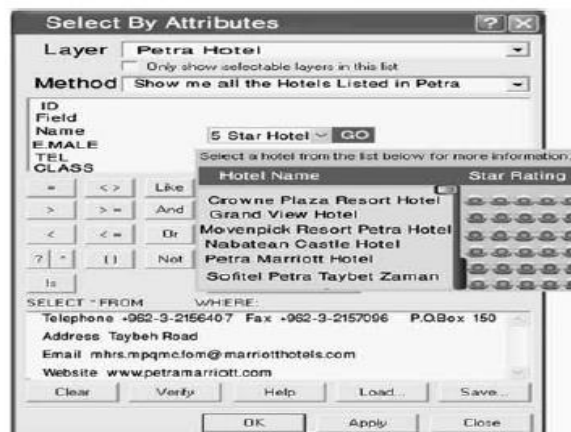 Select By Attributes
Layer Petra Hotel
Only show selectable layers in this list
Method Show me all the Hotels Listed in Petra
ID
Field
Name
E.MALE
TEL
CLASS
5 Star Hotel GO
Select a hotel from the list below for more information.
Hotel Name Star Rating
Crowne Plaza Resort Hotel
Grand View Hotel
Movenpick Resort Petra Hotel
Nabatean Castle Hotel
Petra Marriott Hotel
Sofitel Petra Taybet Zaman
= < > Like
> > = And
< < = Or
? * ( ) Not
Is
SELECT * FROM WHERE:
Telephone +962-3-2156407 Fax +962-3-2157096 P.O.Box 150
Address Taybeh Road
Email mhrs.mpqmc.fom@marriotthotels.com
Website www.petramarriott.com
Clear Verify Help Load... Save...
OK Apply Close